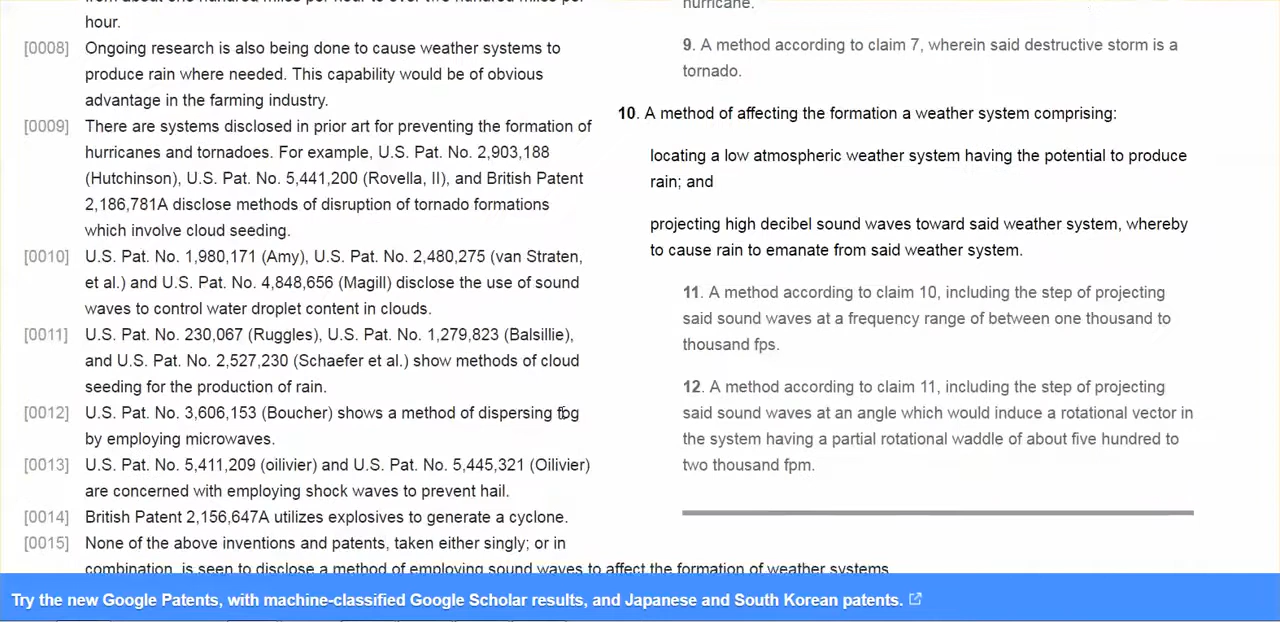 hour.
[0008] Ongoing research is also being done to cause weather systems to
produce rain where needed. This capability would be of obvious
advantage in the farming industry.
[0009] There are systems disclosed in prior art for preventing the formation of
hurricanes and tornadoes. For example, U.S. Pat. No. 2,903,188
(Hutchinson), U.S. Pat. No. 5,441,200 (Rovella, II), and British Patent
2,186,781A disclose methods of disruption of tornado formations
which involve cloud seeding.
[0010] U.S. Pat. No. 1,980,171 (Amy), U.S. Pat. No. 2,480,275 (van Straten,
et al.) and U.S. Pat. No. 4,848,656 (Magill) disclose the use of sound
waves to control water droplet content in clouds.
[0011] U.S. Pat. No. 230,067 (Ruggles), U.S. Pat. No. 1,279,823 (Balsillie),
and U.S. Pat. No. 2,527,230 (Schaefer et al.) show methods of cloud
seeding for the production of rain.
[0012] U.S. Pat. No. 3,606,153 (Boucher) shows a method of dispersing fog
by employing microwaves.
[0013] U.S. Pat. No. 5,411,209 (oilivier) and U.S. Pat. No. 5,445,321 (Oilivier)
are concerned with employing shock waves to prevent hail.
[0014] British Patent 2,156,647A utilizes explosives to generate a cyclone.
[0015] None of the above inventions and patents, taken either singly; or in
combination, is seen to disclose a method of employing sound waves to affect the formation of weather systems
hurricane.
9. A method according to claim 7, wherein said destructive storm is a
tornado.
10. A method of affecting the formation a weather system comprising:
locating a low atmospheric weather system having the potential to produce
rain; and
projecting high decibel sound waves toward said weather system, whereby
to cause rain to emanate from said weather system.
11. A method according to claim 10, including the step of projecting
said sound waves at a frequency range of between one thousand to
thousand fps.
12. A method according to claim 11, including the step of projecting
said sound waves at an angle which would induce a rotational vector in
the system having a partial rotational waddle of about five hundred to
two thousand fpm.
Try the new Google Patents, with machine-classified Google Scholar results, and Japanese and South Korean patents.